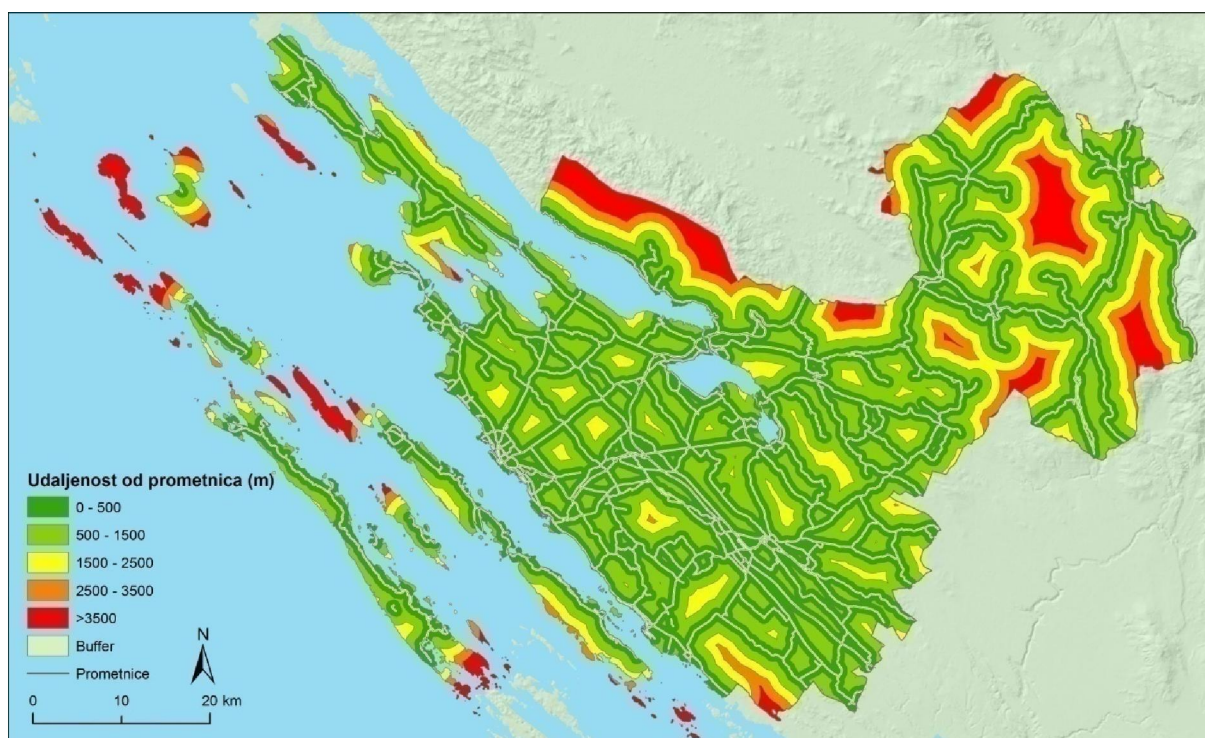 Udaljenost od prometnica (m)
0 - 500
500 - 1500
1500 - 2500
2500 - 3500
>3500
Buffer
Prometnice
N
0 10 20 km